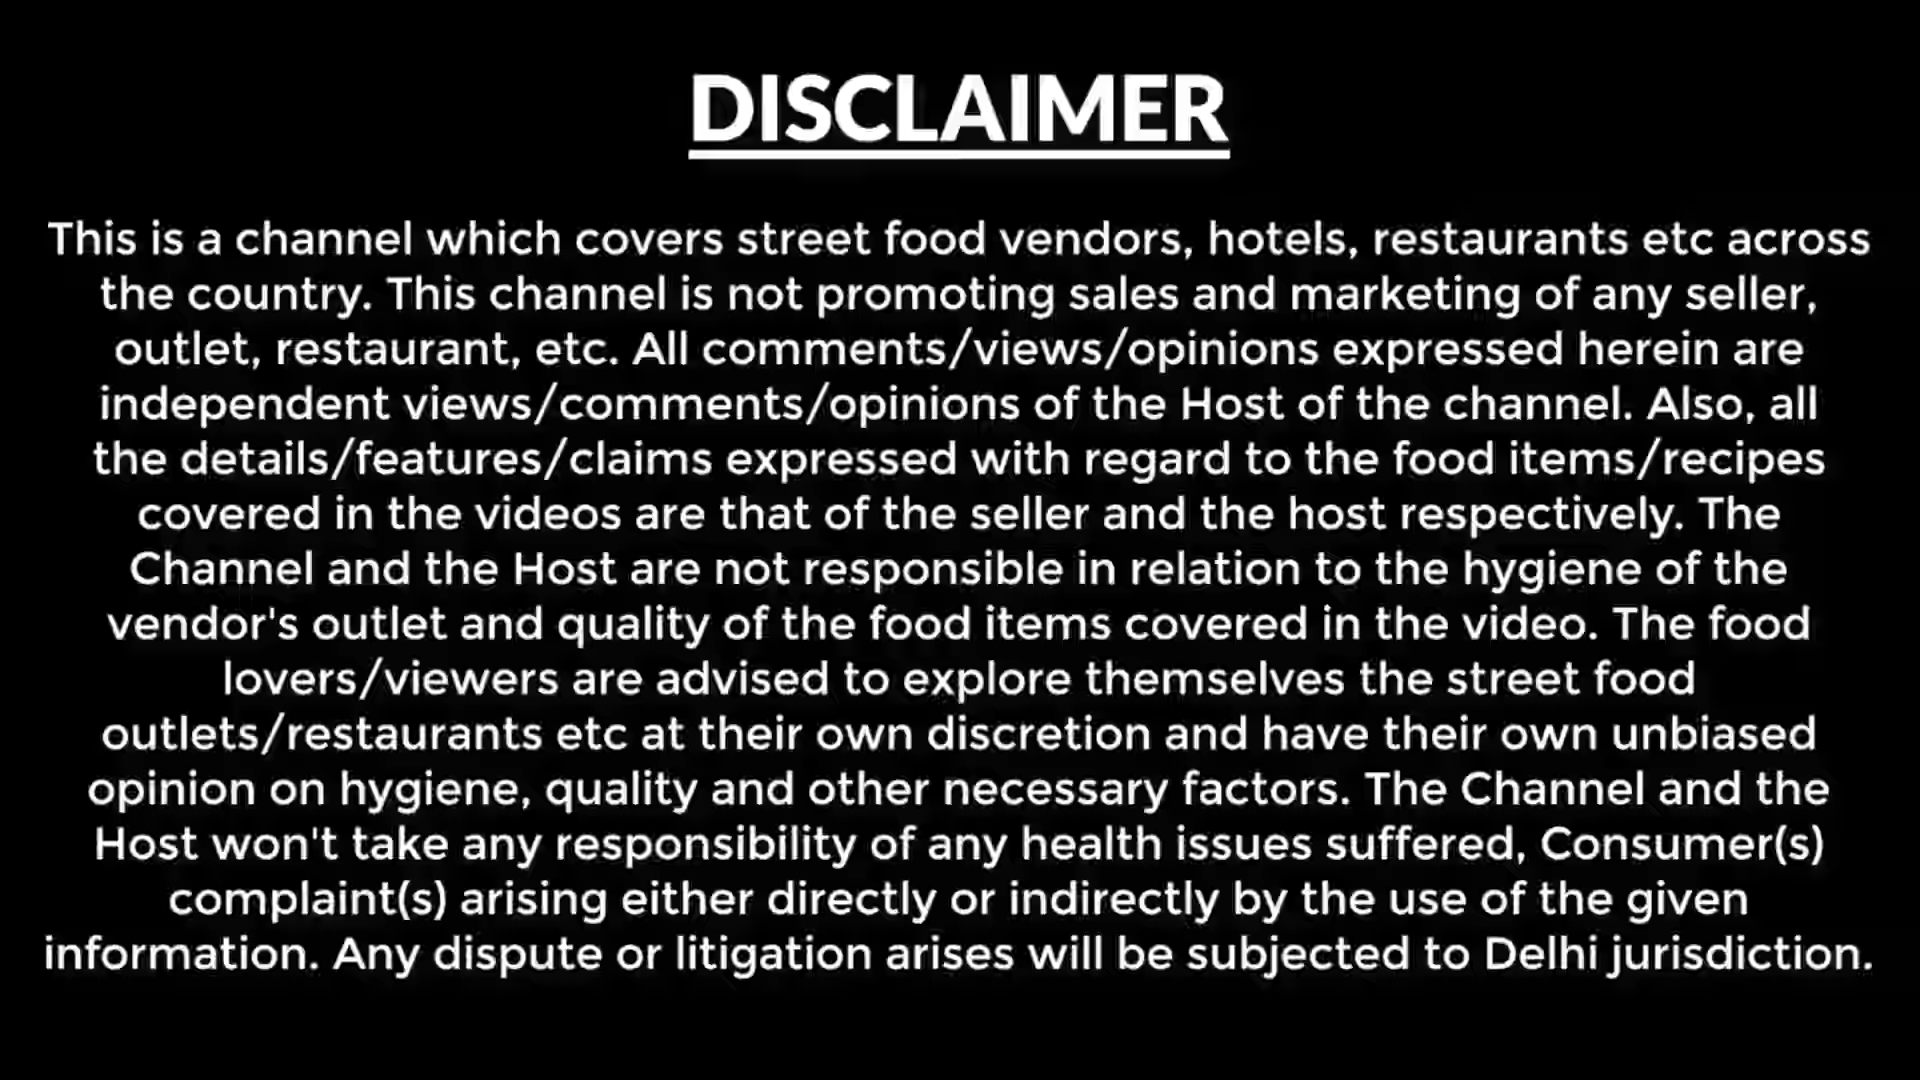 DISCLAIMER
This is a channel which covers street food vendors, hotels, restaurants etc across
the country. This channel is not promoting sales and marketing of any seller,
outlet, restaurant, etc. All comments/views/opinions expressed herein are
independent views/comments/opinions of the Host of the channel. Also, all
the details/features/claims expressed with regard to the food items/recipes
covered in the videos are that of the seller and the host respectively. The
Channel and the Host are not responsible in relation to the hygiene of the
vendor's outlet and quality of the food items covered in the video. The food
lovers/viewers are advised to explore themselves the street food
outlets/restaurants etc at their own discretion and have their own unbiased
opinion on hygiene, quality and other necessary factors. The Channel and the
Host won't take any responsibility of any health issues suffered, Consumer(s)
complaint(s) arising either directly or indirectly by the use of the given
information. Any dispute or litigation arises will be subjected to Delhi jurisdiction.